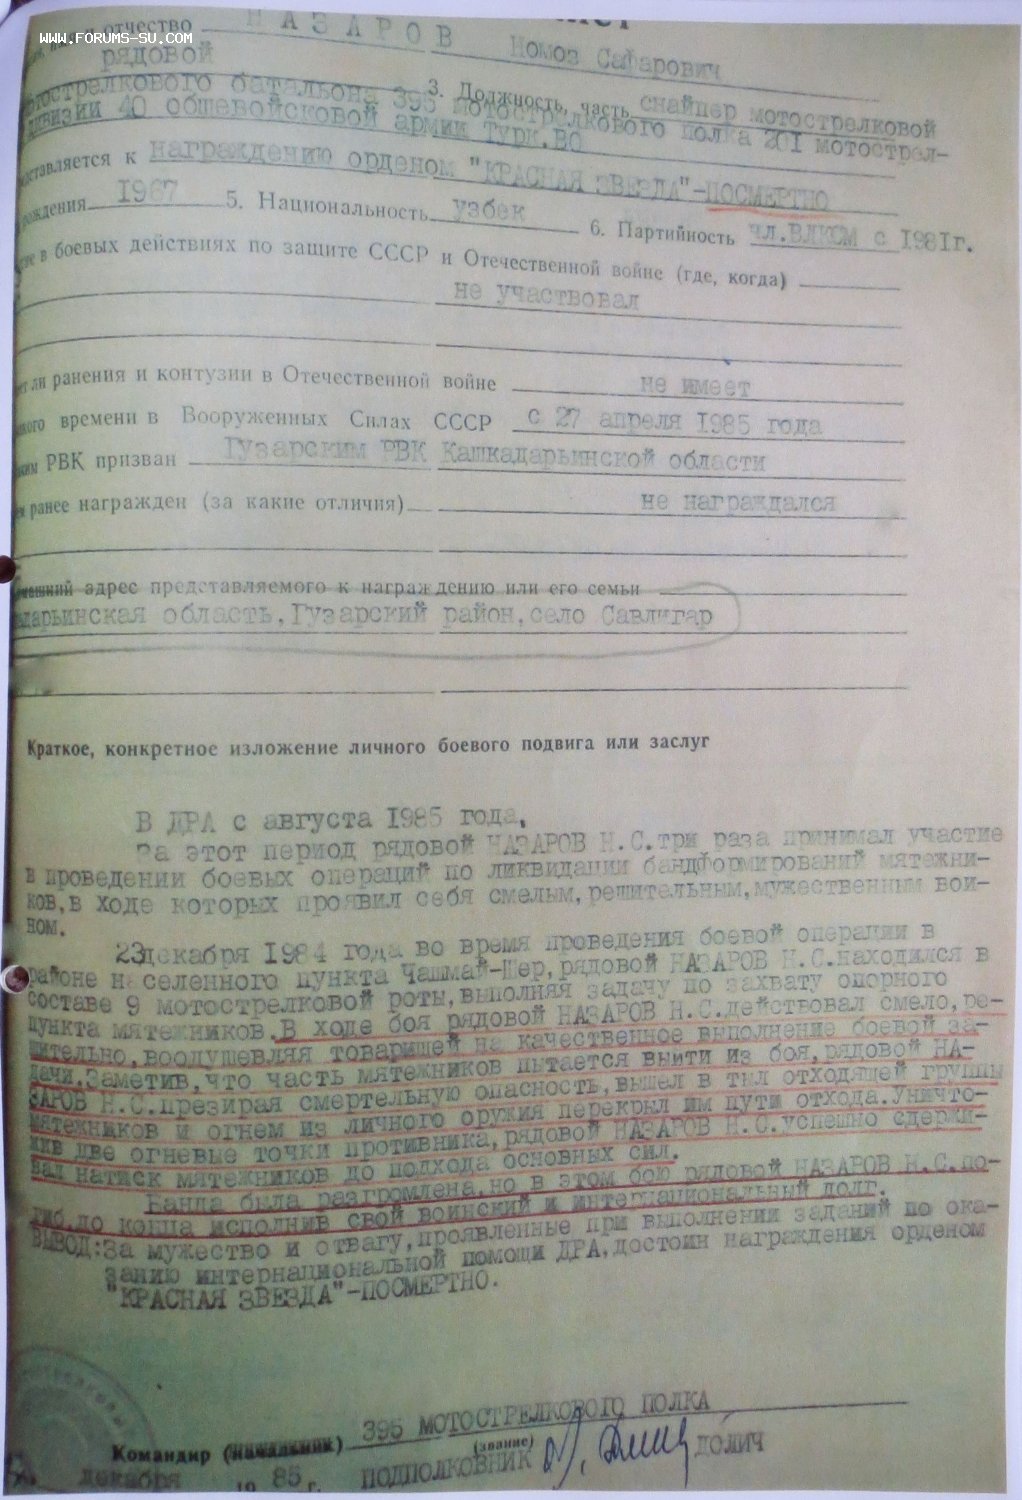 WWW.FORUMS-SU.COM
отчество НАЗАРОВ Номоз Сафарович
рядовой 3. Должность, часть снайпер мотострелковой
мотострелкового батальона 395 мотострелкового полка 201 мотострел-
дивизии 40 общевойсковой армии Турк.ВО
представляется к награждению орденом "КРАСНАЯ ЗВЕЗДА"-ПОСМЕРТНО
рождения 1967 5. Национальность узбек 6. Партийность чл.ВЛКСМ с 1981г.
в боевых действиях по защите СССР и Отечественной войне (где, когда)
не участвовал
ли ранения и контузии в Отечественной войне не имеет
времени в Вооруженных Силах СССР с 27 апреля 1985 года
РВК призван Гузарским РВК Кашкадарьинской области
ранее награжден (за какие отличия) не награждался
адрес представляемого к награждению или его семьи
дарьинская область, Гузарский район, село Савлигар
Краткое, конкретное изложение личного боевого подвига или заслуг
В ДРА с августа 1985 года.
За этот период рядовой НАЗАРОВ Н.С. три раза принимал участие
в проведении боевых операций по ликвидации бандформирований мятежни-
ков, в ходе которых проявил себя смелым, решительным, мужественным вои-
ном.
23декабря 1984 года во время проведения боевой операции в
районе населенного пункта Чашмай-Шер, рядовой НАЗАРОВ Н.С. находился в
составе 9 мотострелковой роты, выполняя задачу по захвату опорного
пункта мятежников. В ходе боя рядовой НАЗАРОВ Н.С. действовал смело, ре-
шительно, воодушевляя товарищей на качественное выполнение боевой за-
дачи. Заметив, что часть мятежников пытается выйти из боя, рядовой НА-
ЗАРОВ Н.С. презирая смертельную опасность, вышел в тыл отходящей группы
мятежников и огнем из личного оружия перекрыл им пути отхода. Уничто-
жив две огневые точки противника, рядовой НАЗАРОВ Н.С. успешно сдержи-
вал натиск мятежников до подхода основных сил.
Банда была разгромлена, но в этом бою рядовой НАЗАРОВ Н.С. по-
гиб, до конца исполнив свой воинский и интернациональный долг.
ВЫВОД: За мужество и отвагу, проявленные при выполнении заданий по ока-
занию интернациональной помощи ДРА, достоин награждения орденом
"КРАСНАЯ ЗВЕЗДА"-ПОСМЕРТНО.
Командир (начальник) 395 МОТОСТРЕЛКОВОГО ПОЛКА
(звание)
ПОДПОЛКОВНИК ДОЛИЧ
декабря 1985 г.